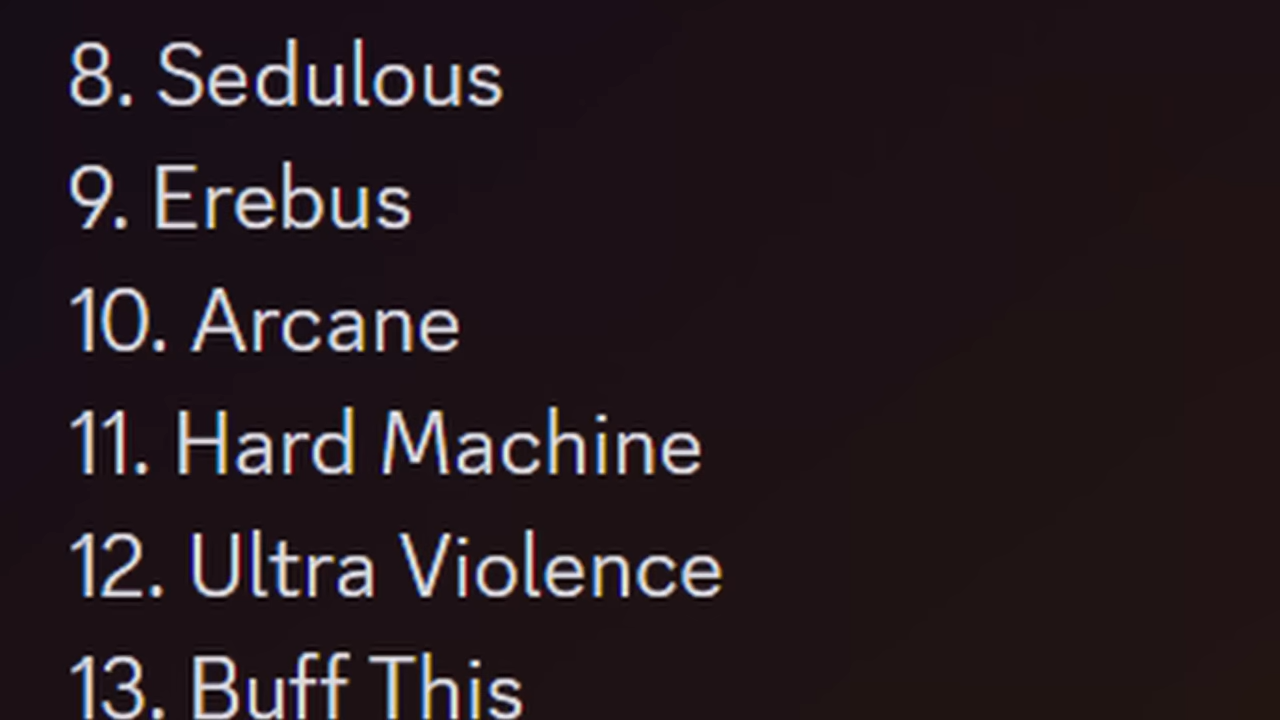 8. Sedulous
9. Erebus
10. Arcane
11. Hard Machine
12. Ultra Violence
13. Buff This